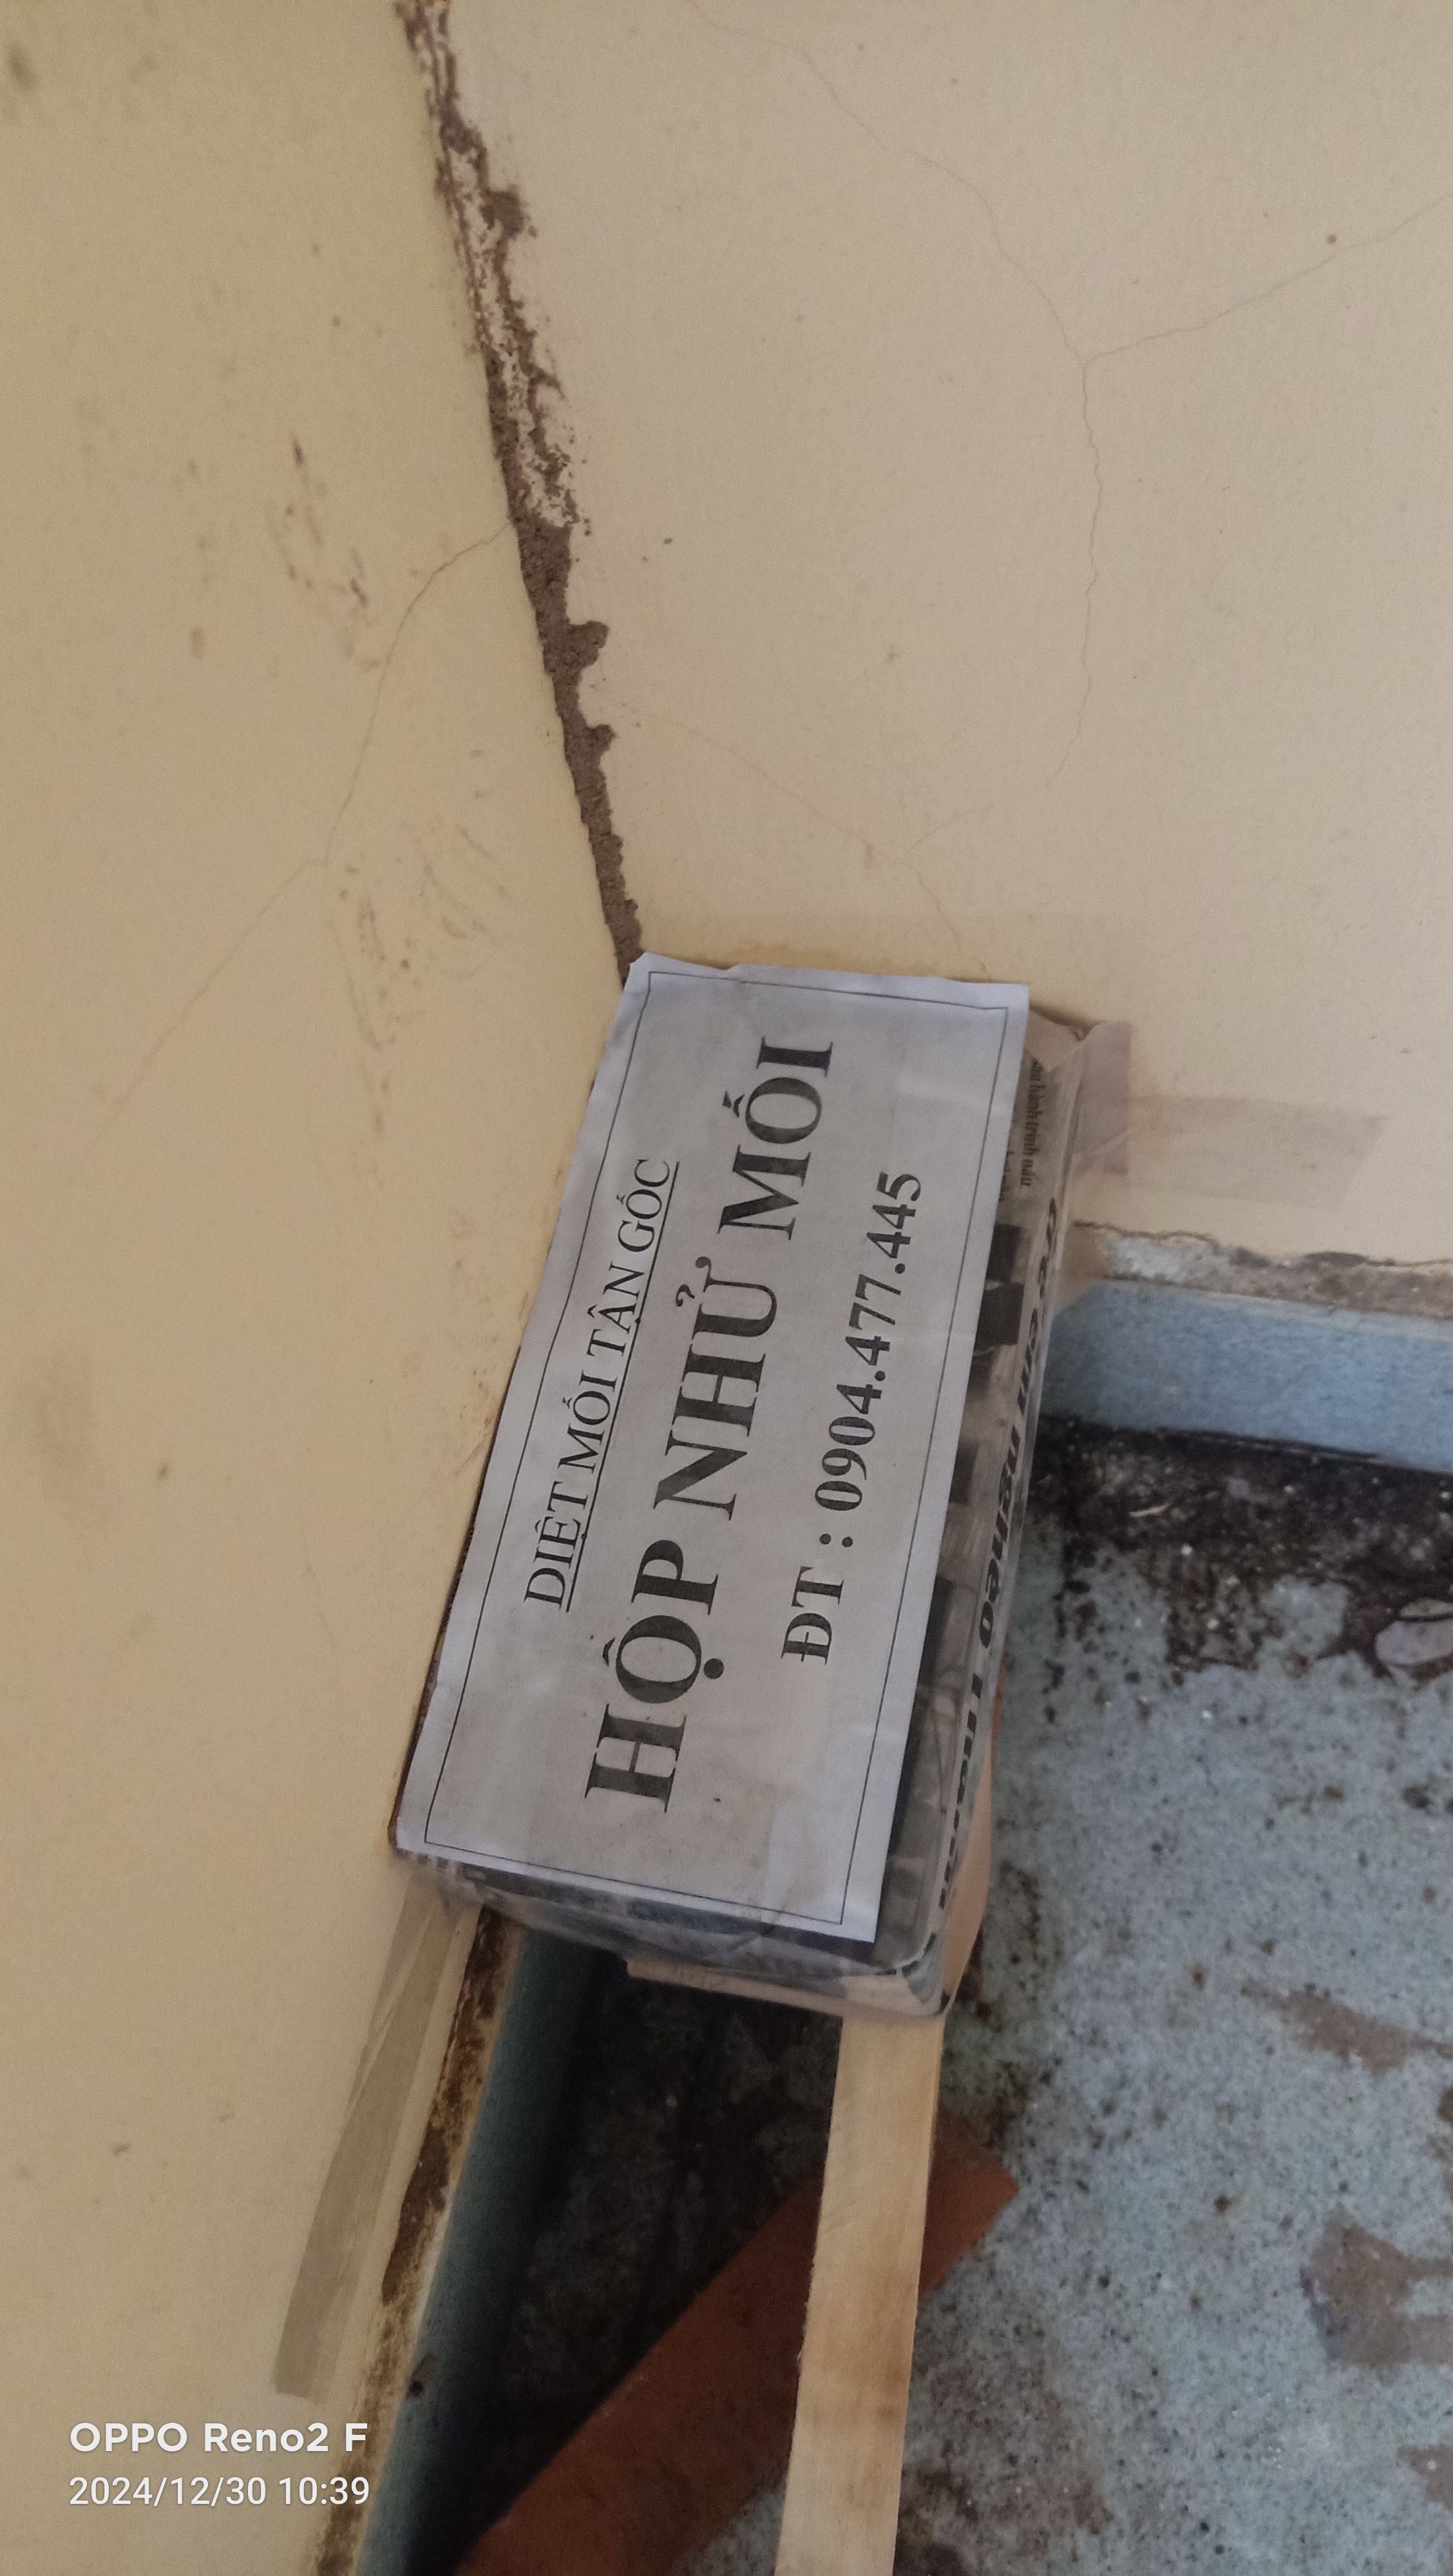 DIỆT MỐI TẬN GỐC
HỘP NHỬ MỐI
ĐT : 0904.477.445
OPPO Reno2 F
2024/12/30 10:39